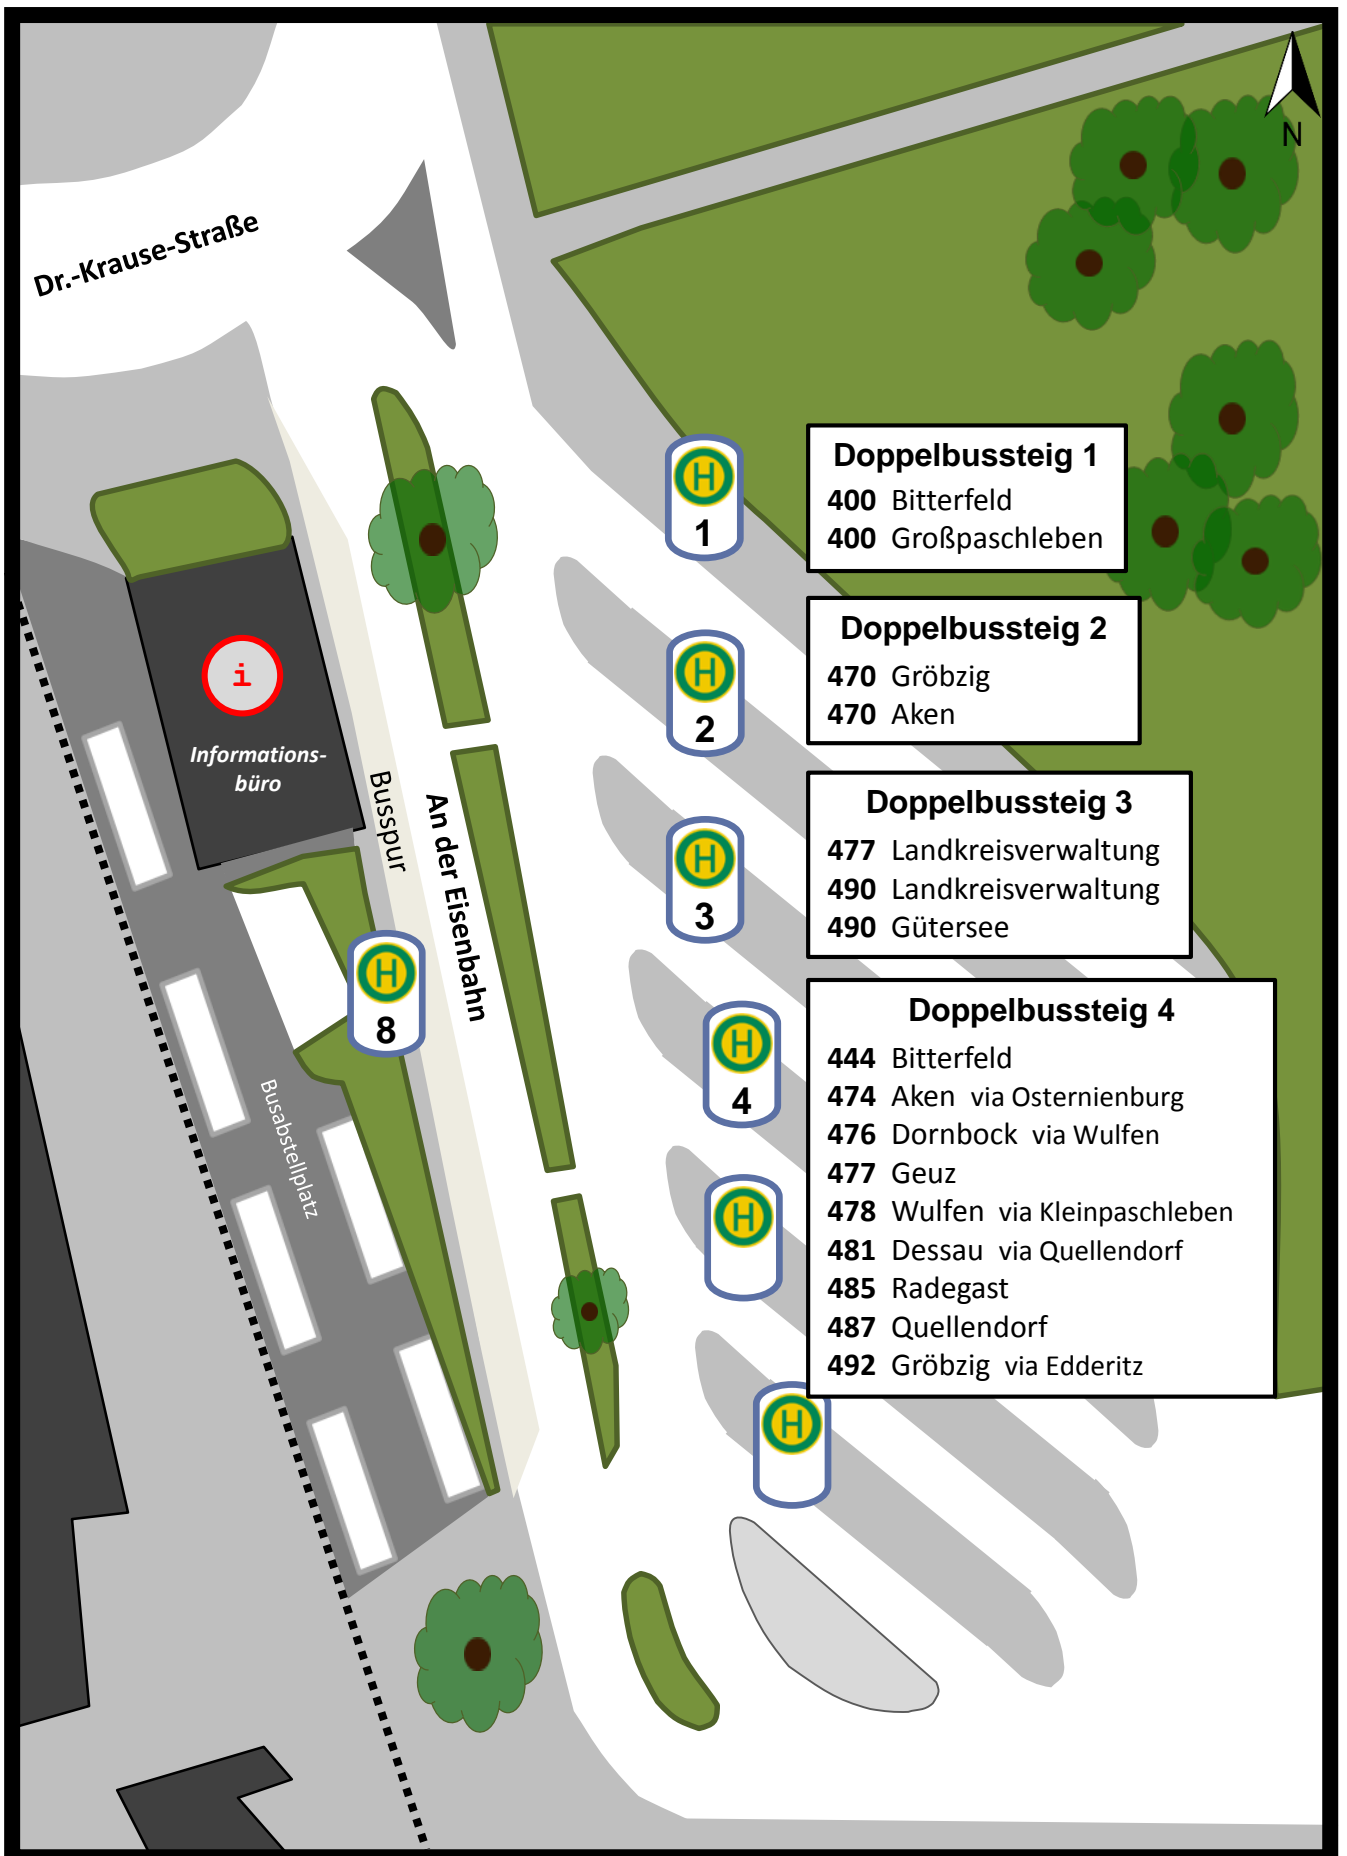 N
Dr.-Krause-Straße
H
1
Doppelbussteig 1
400 Bitterfeld
400 Großpaschleben
H
2
Doppelbussteig 2
470 Gröbzig
470 Aken
i
Informations-
büro
Busspur
An der Eisenbahn
H
3
Doppelbussteig 3
477 Landkreisverwaltung
490 Landkreisverwaltung
490 Gütersee
H
8
Busabstellplatz
H
4
Doppelbussteig 4
444 Bitterfeld
474 Aken via Osternienburg
476 Dornbock via Wulfen
477 Geuz
478 Wulfen via Kleinpaschleben
481 Dessau via Quellendorf
485 Radegast
487 Quellendorf
492 Gröbzig via Edderitz
H
H